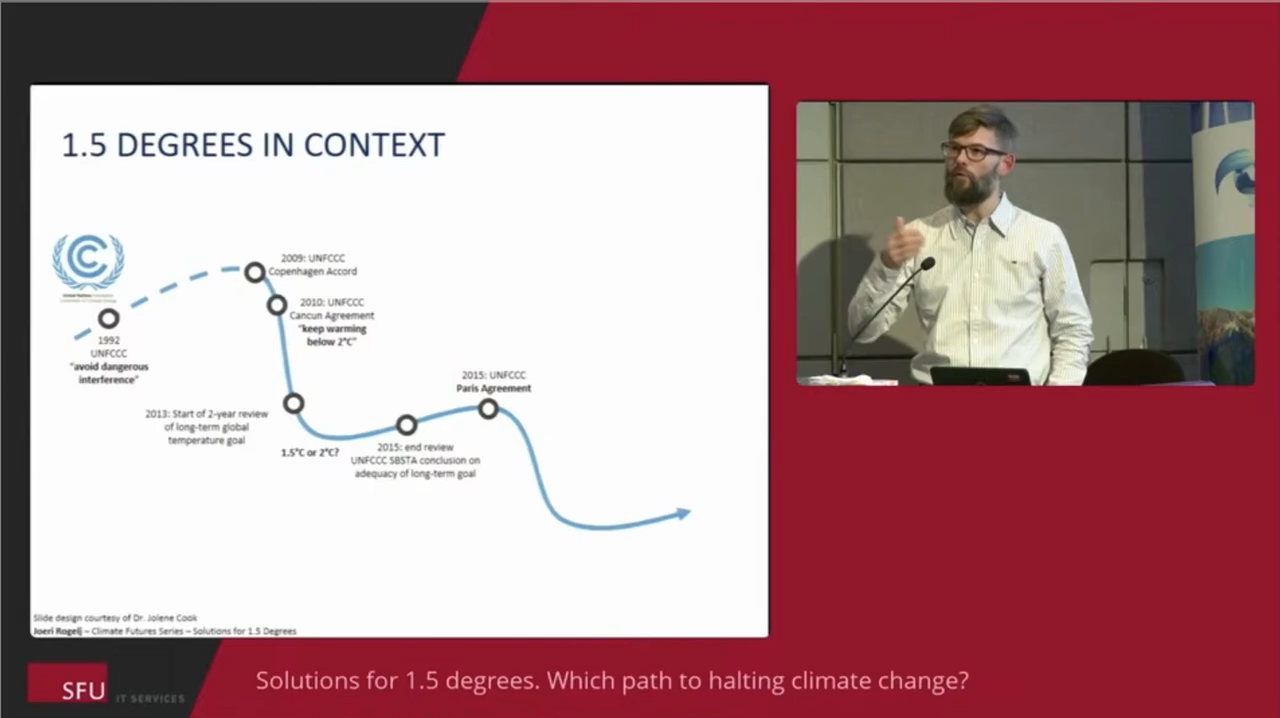 1.5 DEGREES IN CONTEXT
2009: UNFCCC
Copenhagen Accord
2010: UNFCCC
Cancun Agreement
"keep warming
below 2°C"
1992
UNFCCC
"avoid dangerous
interference"
2013: Start of 2-year review
of long-term global
temperature goal
1.5°C or 2°C?
2015: end review
UNFCCC SBSTA conclusion on
adequacy of long-term goal
2015: UNFCCC
Paris Agreement
Slide design courtesy of Dr. Jolene Cook
Joeri Rogelj – Climate Futures Series – Solutions for 1.5 Degrees
SFU IT SERVICES
Solutions for 1.5 degrees. Which path to halting climate change?